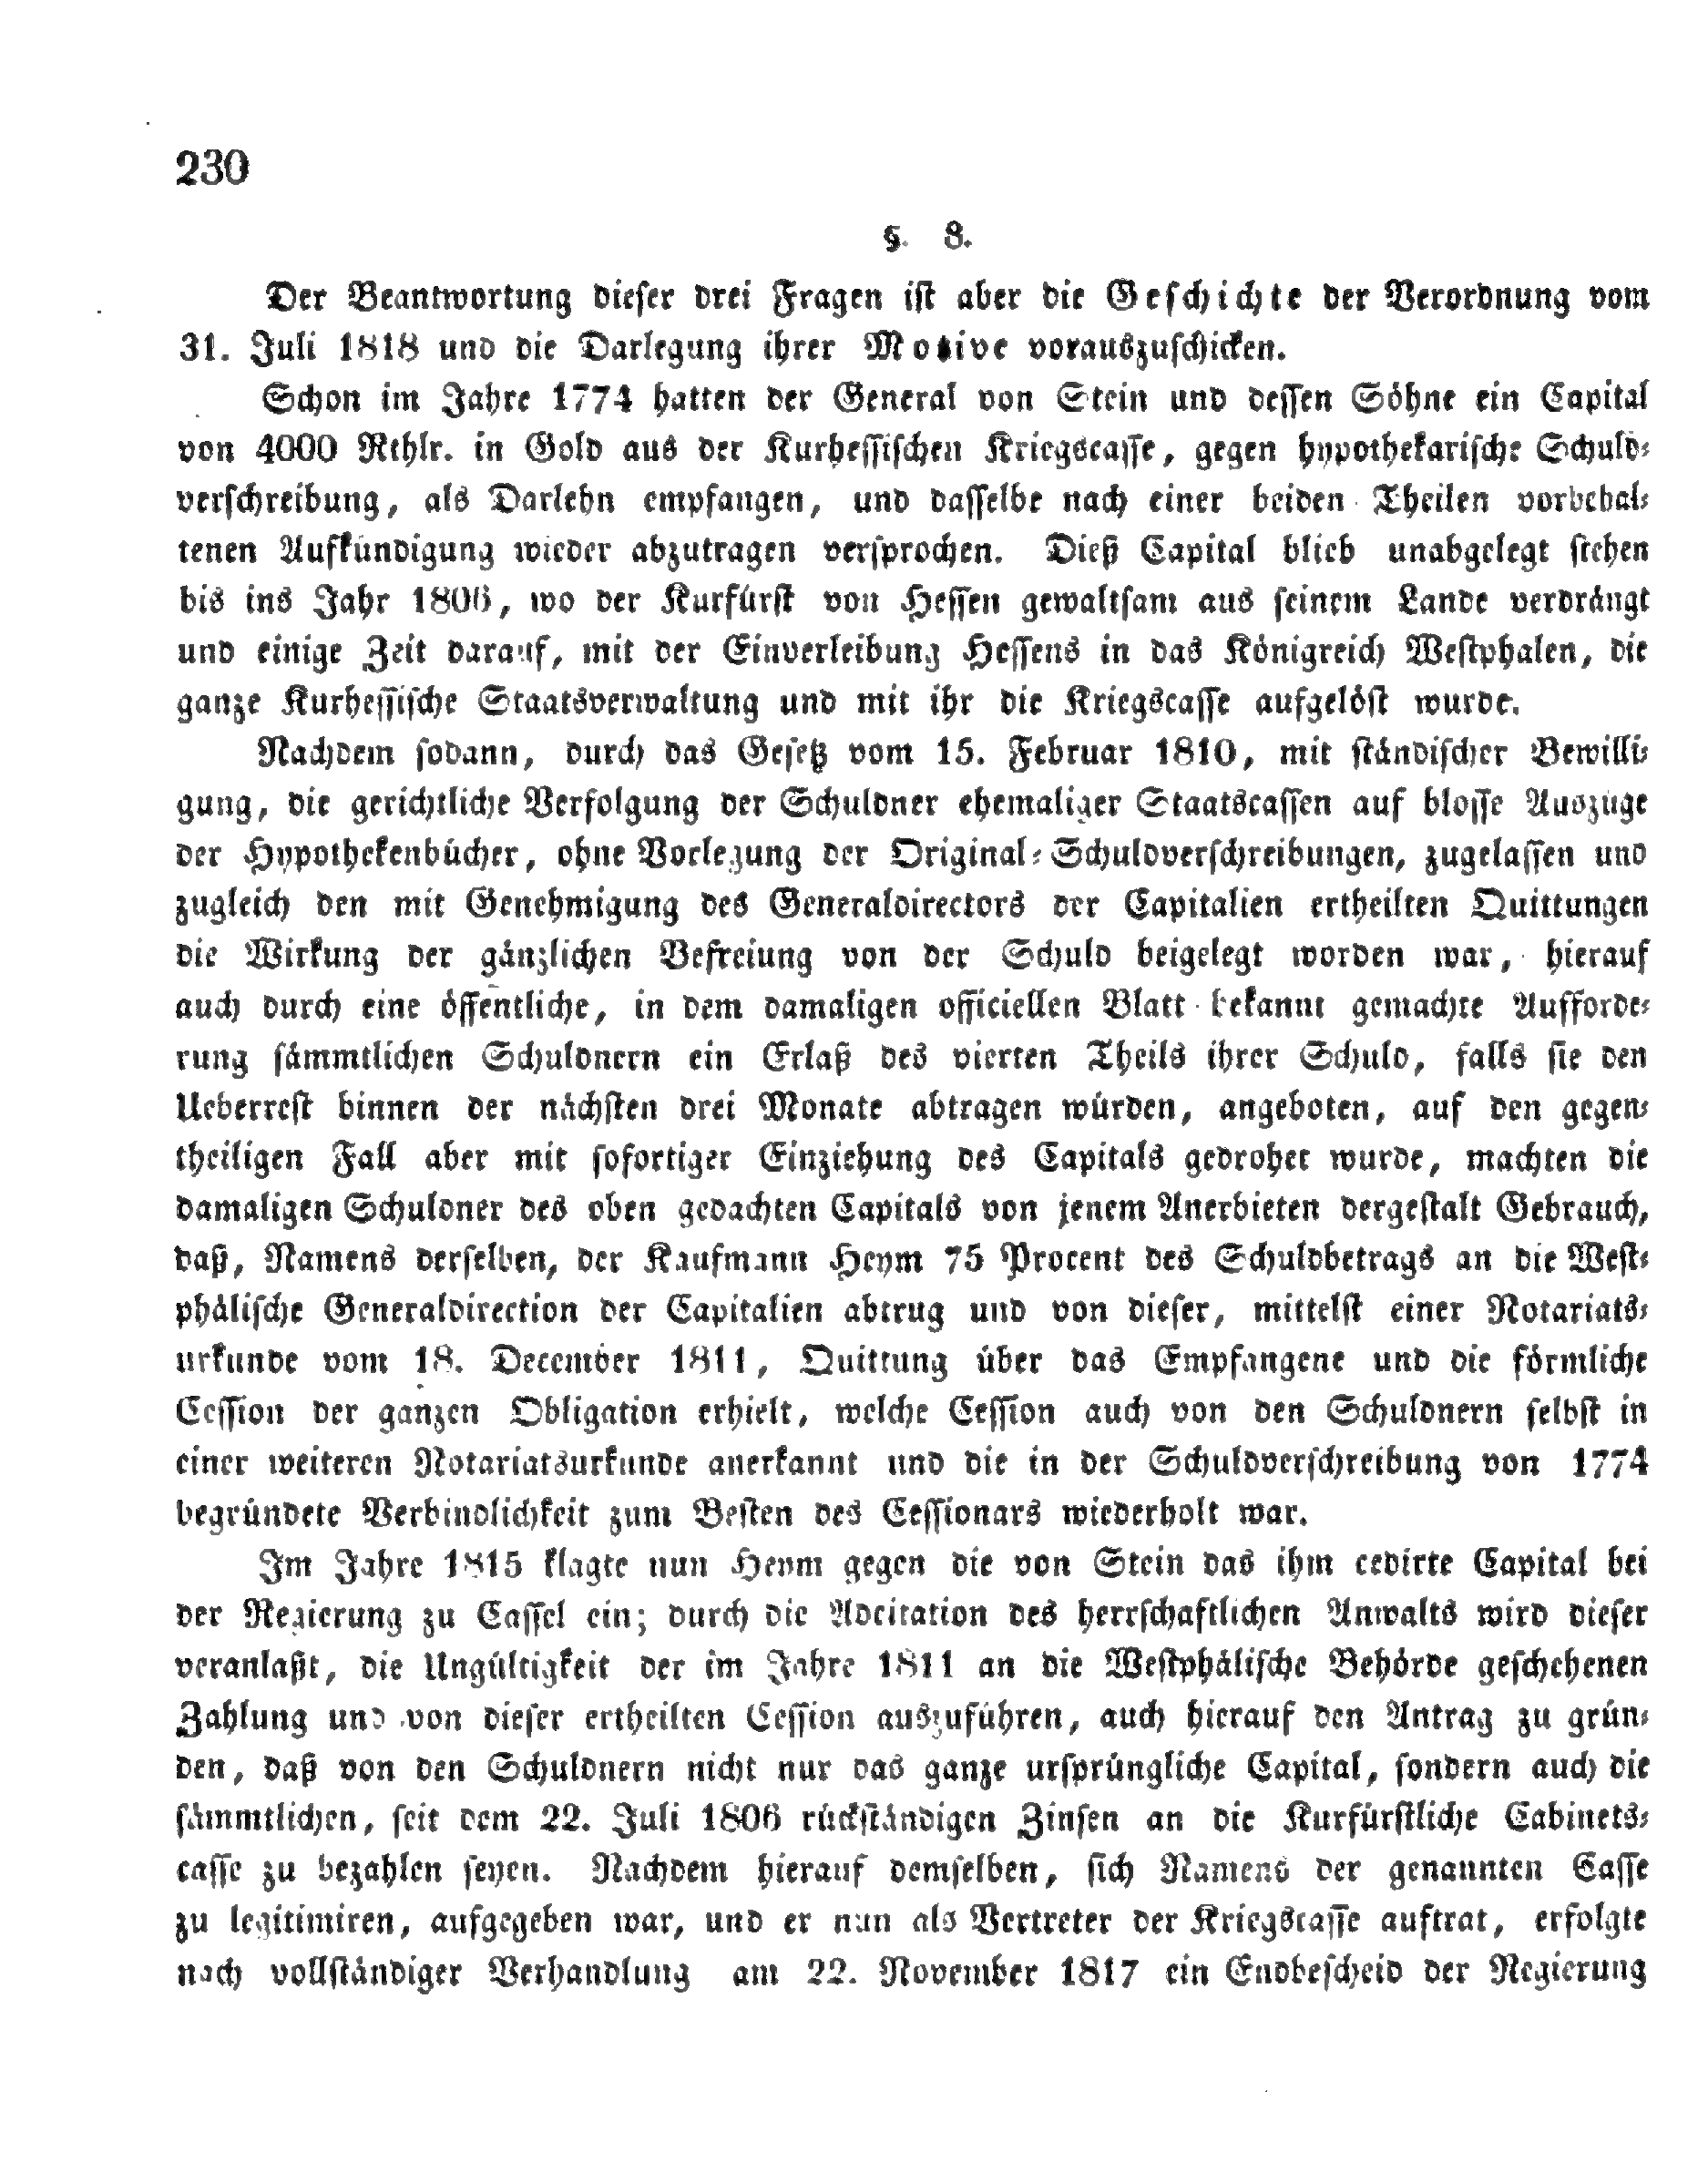 230
§. 8.
Der Beantwortung dieser drei Fragen ist aber die Geschichte der Verordnung vom
31. Juli 1818 und die Darlegung ihrer Motive vorauszuschicken.
Schon im Jahre 1774 hatten der General von Stein und dessen Söhne ein Capital
von 4000 Rthlr. in Gold aus der Kurhessischen Kriegscasse, gegen hypothekarische Schuld-
verschreibung, als Darlehn empfangen, und dasselbe nach einer beiden Theilen vorbehal-
tenen Aufkündigung wieder abzutragen versprochen. Dieß Capital blieb unabgelegt stehen
bis ins Jahr 1806, wo der Kurfürst von Hessen gewaltsam aus seinem Lande verdrängt
und einige Zeit darauf, mit der Einverleibung Hessens in das Königreich Westphalen, die
ganze Kurhessische Staatsverwaltung und mit ihr die Kriegscasse aufgelöst wurde.
Nachdem sodann, durch das Gesetz vom 15. Februar 1810, mit ständischer Bewilli-
gung, die gerichtliche Verfolgung der Schuldner ehemaliger Staatscassen auf blosse Auszüge
der Hypothekenbücher, ohne Vorlegung der Original-Schuldverschreibungen, zugelassen und
zugleich den mit Genehmigung des Generaldirectors der Capitalien ertheilten Quittungen
die Wirkung der gänzlichen Befreiung von der Schuld beigelegt worden war, hierauf
auch durch eine öffentliche, in dem damaligen officiellen Blatt bekannt gemachte Aufforde-
rung sämmtlichen Schuldnern ein Erlaß des vierten Theils ihrer Schuld, falls sie den
Ueberrest binnen der nächsten drei Monate abtragen würden, angeboten, auf den gegen-
theiligen Fall aber mit sofortiger Einziehung des Capitals gedrohet wurde, machten die
damaligen Schuldner des oben gedachten Capitals von jenem Anerbieten dergestalt Gebrauch,
daß, Namens derselben, der Kaufmann Heym 75 Procent des Schuldbetrags an die West-
phälische Generaldirection der Capitalien abtrug und von dieser, mittelst einer Notariats-
urkunde vom 18. December 1811, Quittung über das Empfangene und die förmliche
Cession der ganzen Obligation erhielt, welche Cession auch von den Schuldnern selbst in
einer weiteren Notariatsurkunde anerkannt und die in der Schuldverschreibung von 1774
begründete Verbindlichkeit zum Besten des Cessionars wiederholt war.
Im Jahre 1815 klagte nun Heym gegen die von Stein das ihm cedirte Capital bei
der Regierung zu Cassel ein; durch die Adcitation des herrschaftlichen Anwalts wird dieser
veranlaßt, die Ungültigkeit der im Jahre 1811 an die Westphälische Behörde geschehenen
Zahlung und von dieser ertheilten Cession auszuführen, auch hierauf den Antrag zu grün-
den, daß von den Schuldnern nicht nur das ganze ursprüngliche Capital, sondern auch die
sämmtlichen, seit dem 22. Juli 1806 rückständigen Zinsen an die Kurfürstliche Cabinets-
casse zu bezahlen seyen. Nachdem hierauf demselben, sich Namens der genannten Casse
zu legitimiren, aufgegeben war, und er nun als Vertreter der Kriegscasse auftrat, erfolgte
nach vollständiger Verhandlung am 22. November 1817 ein Endbescheid der Regierung